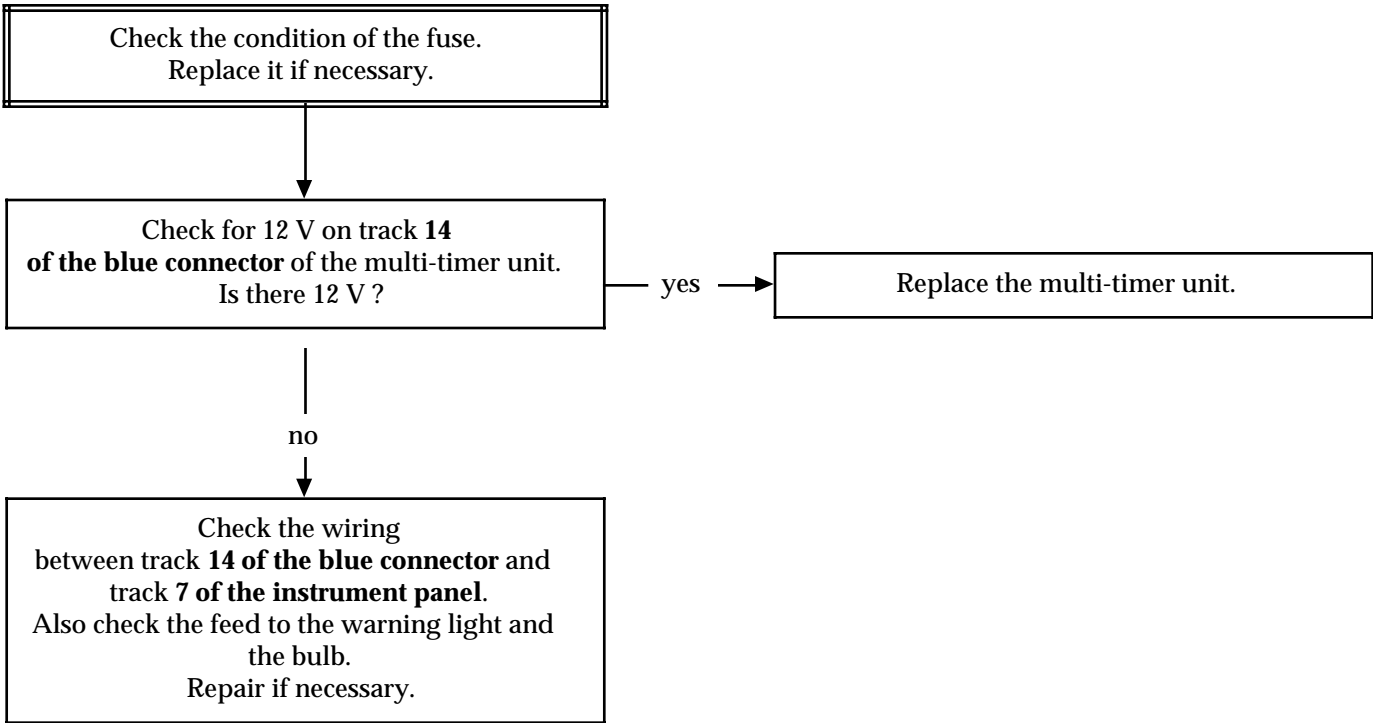 Check the condition of the fuse.
Replace it if necessary.
Check for 12 V on track 14
of the blue connector of the multi-timer unit.
Is there 12 V ?
yes
Replace the multi-timer unit.
no
Check the wiring
between track 14 of the blue connector and
track 7 of the instrument panel.
Also check the feed to the warning light and
the bulb.
Repair if necessary.